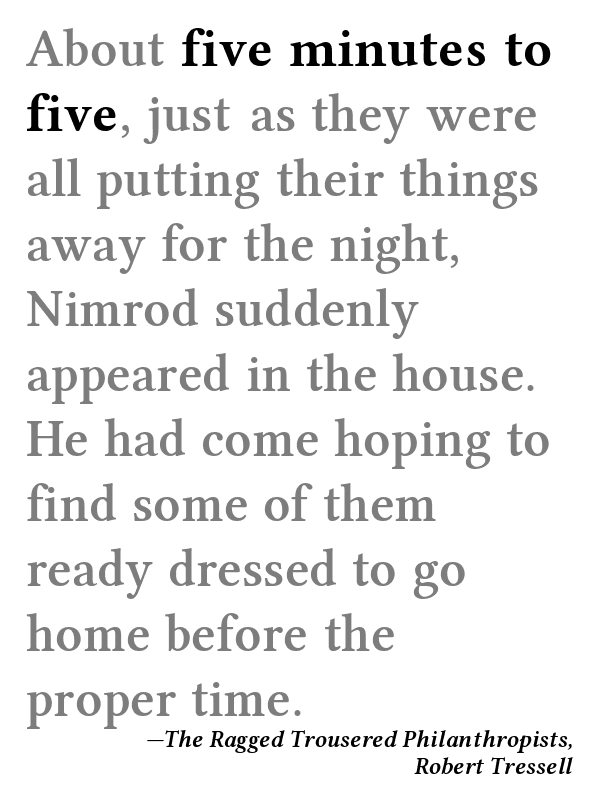 About five minutes to
five, just as they were
all putting their things
away for the night,
Nimrod suddenly
appeared in the house.
He had come hoping to
find some of them
ready dressed to go
home before the
proper time.
—The Ragged Trousered Philanthropists,
Robert Tressell